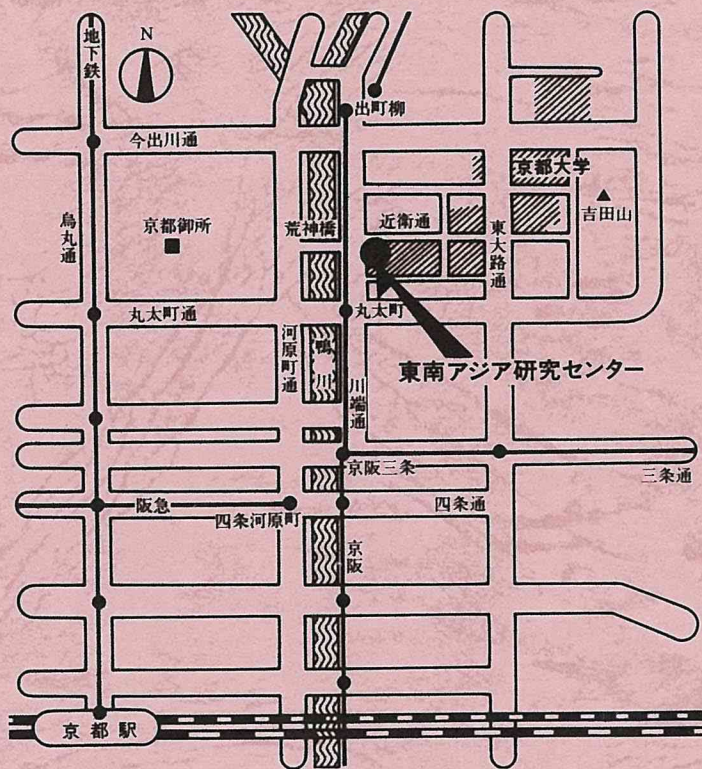 地下鉄
N
出町柳
今出川通
京都大学
烏丸通
京都御所
荒神橋
近衛通
東大路通
吉田山
丸太町通
丸太町
河原町通
鴨川
川端通
東南アジア研究センター
京阪三条
三条通
阪急
四条河原町
四条通
京阪
京都駅